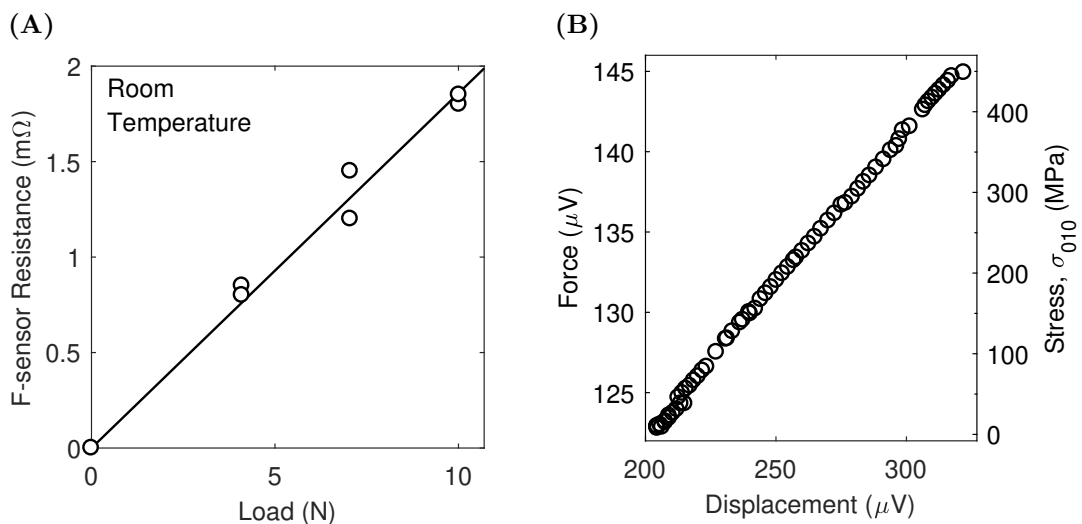 (A)
Room
Temperature
F-sensor Resistance (mΩ)
2
1.5
1
0.5
0
0
5
10
Load (N)
(B)
Force (μV)
145
140
135
130
125
200
250
300
Displacement (μV)
400
300
200
100
0
Stress, σ010 (MPa)